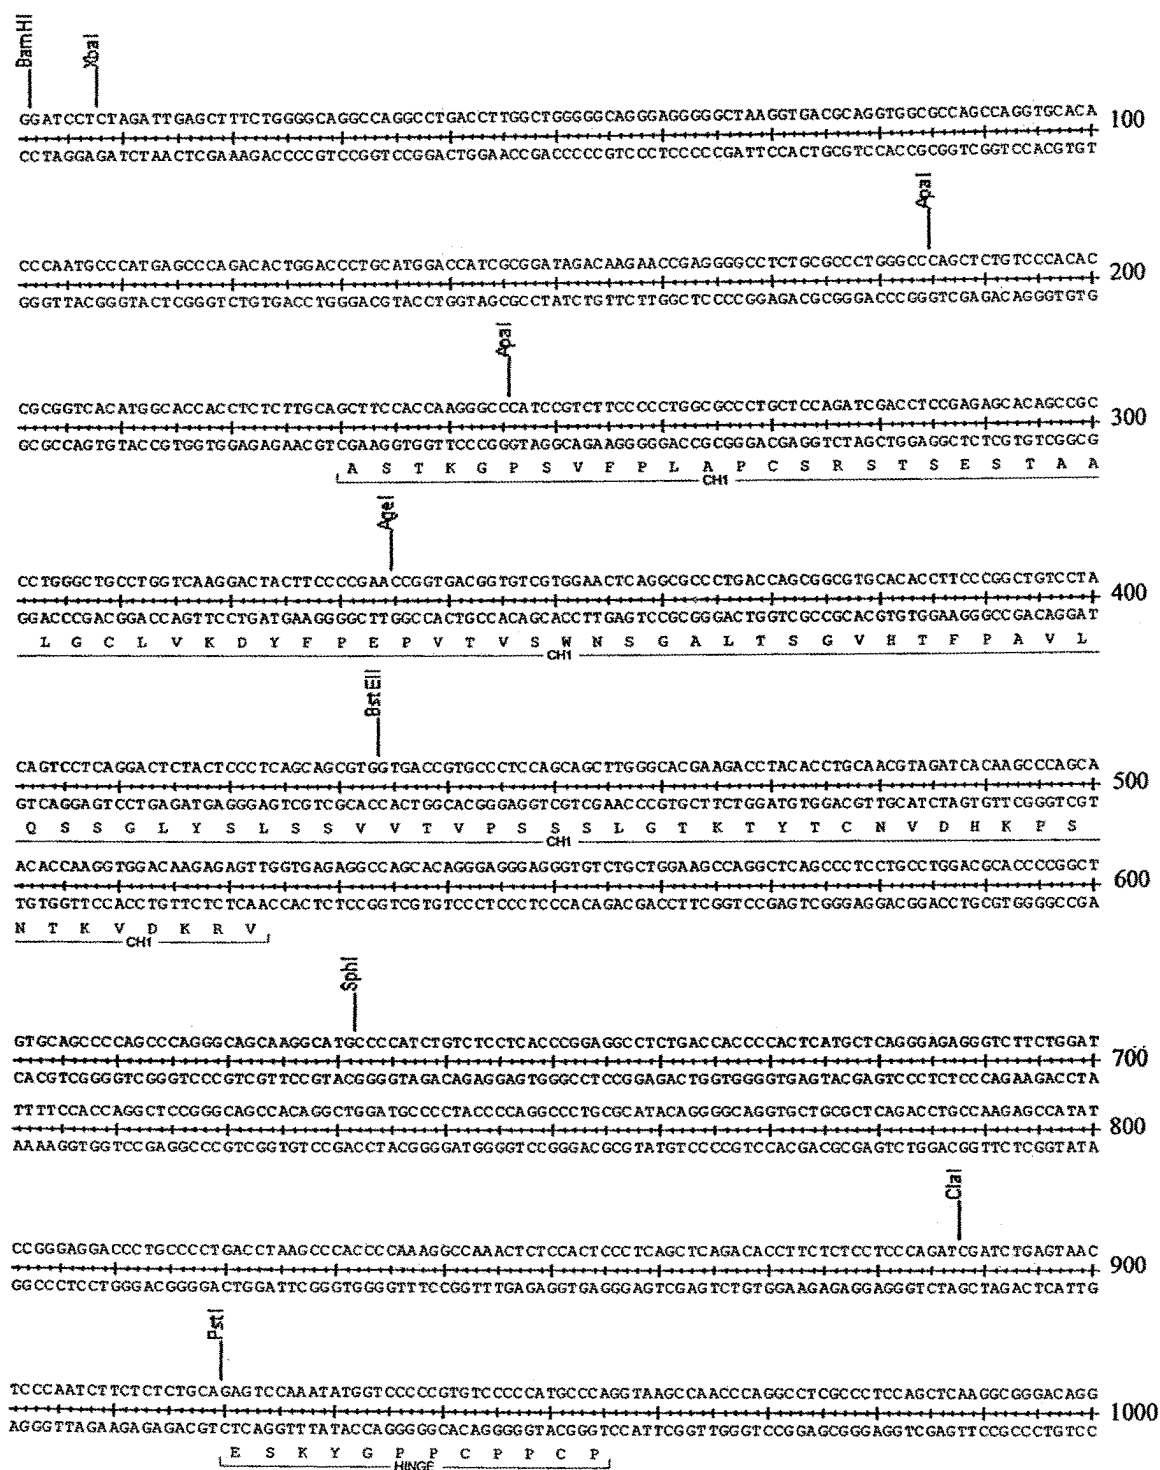 BamHI XbaI
GGATCCTCTAGATTGAGCTTTCTGGGGCAGGCCAGGCCTGACCTTGGCTGGGGGCAGGGAGGGGGCTAAGGTGACGCAGGTGGCGCCAGCCAGGTGCACA
100
CCTAGGAGATCTAACTCGAAAGACCCCGTCCGGTCCGGACTGGAACCGACCCCCGTCCCTCCCCCGATTCCACTGCGTCCACCGCGGTCGGTCCACGTGT
ApaI
CCCAATGCCCATGAGCCCAGACACTGGACCCTGCATGGACCATCGCGGATAGACAAGAACCGAGGGGCCTCTGCGCCCTGGGCCCAGCTCTGTCCCACAC
200
GGGTTACGGGTACTCGGGTCTGTGACCTGGGACGTACCTGGTAGCGCCTATCTGTTCTTGGCTCCCCGGAGACGCGGGACCCGGGTCGAGACAGGGTGTG
ApaI
CGCGGTCACATGGCACCACCTCTCTTGCAGCTTCCACCAAGGGCCCATCCGTCTTCCCCCTGGCGCCCTGCTCCAGATCGACCTCCGAGAGCACAGCCGC
300
GCGCCAGTGTACCGTGGTGGAGAGAACGTCGAAGGTGGTTCCCGGGTAGGCAGAAGGGGGACCGCGGGACGAGGTCTAGCTGGAGGCTCTCGTGTCGGCG
A S T K G P S V F P L A P C S R S T S E S T A A
CH1
AgeI
CCTGGGCTGCCTGGTCAAGGACTACTTCCCCGAACCGGTGACGGTGTCGTGGAACTCAGGCGCCCTGACCAGCGGCGTGCACACCTTCCCGGCTGTCCTA
400
GGACCCGACGGACCAGTTCCTGATGAAGGGGCTTGGCCACTGCCACAGCACCTTGAGTCCGCGGGACTGGTCGCCGCACGTGTGGAAGGGCCGACAGGAT
L G C L V K D Y F P E P V T V S W N S G A L T S G V H T F P A V L
CH1
BstEII
CAGTCCTCAGGACTCTACTCCCTCAGCAGCGTGGTGACCGTGCCCTCCAGCAGCTTGGGCACGAAGACCTACACCTGCAACGTAGATCACAAGCCCAGCA
500
GTCAGGAGTCCTGAGATGAGGGAGTCGTCGCACCACTGGCACGGGAGGTCGTCGAACCCGTGCTTCTGGATGTGGACGTTGCATCTAGTGTTCGGGTCGT
Q S S G L Y S L S S V V T V P S S S L G T K T Y T C N V D H K P S
CH1
ACACCAAGGTGGACAAGAGAGTTGGTGAGAGGCCAGCACAGGGAGGGAGGGTGTCTGCTGGAAGCCAGGCTCAGCCCTCCTGCCTGGACGCACCCCGGCT
600
TGTGGTTCCACCTGTTCTCTCAACCACTCTCCGGTCGTGTCCCTCCCTCCCACAGACGACCTTCGGTCCGAGTCGGGAGGACGGACCTGCGTGGGGCCGA
N T K V D K R V
CH1
SphI
GTGCAGCCCCAGCCCAGGGCAGCAAGGCATGCCCCATCTGTCTCCTCACCCGGAGGCCTCTGACCACCCCACTCATGCTCAGGGAGAGGGTCTTCTGGAT
700
CACGTCGGGGTCGGGTCCCGTCGTTCCGTACGGGGTAGACAGAGGAGTGGGCCTCCGGAGACTGGTGGGGTGAGTACGAGTCCCTCTCCCAGAAGACCTA
TTTTCCACCAGGCTCCGGGCAGCCACAGGCTGGATGCCCCTACCCCAGGCCCTGCGCATACAGGGGCAGGTGCTGCGCTCAGACCTGCCAAGAGCCATAT
800
AAAAGGTGGTCCGAGGCCCGTCGGTGTCCGACCTACGGGGATGGGGTCCGGGACGCGTATGTCCCCGTCCACGACGCGAGTCTGGACGGTTCTCGGTATA
ClaI
CCGGGAGGACCCTGCCCCTGACCTAAGCCCACCCCAAAGGCCAAACTCTCCACTCCCTCAGCTCAGACACCTTCTCTCCTCCCAGATCGATCTGAGTAAC
900
GGCCCTCCTGGGACGGGGACTGGATTCGGGTGGGGTTTCCGGTTTGAGAGGTGAGGGAGTCGAGTCTGTGGAAGAGAGGAGGGTCTAGCTAGACTCATTG
PstI
TCCCAATCTTCTCTCTGCAGAGTCCAAATATGGTCCCCCGTGTCCCCCATGCCCAGGTAAGCCAACCCAGGCCTCGCCCTCCAGCTCAAGGCGGGACAGG
1000
AGGGTTAGAAGAGAGACGTCTCAGGTTTATACCAGGGGGCACAGGGGGTACGGGTCCATTCGGTTGGGTCCGGAGCGGGAGGTCGAGTTCCGCCCTGTCC
E S K Y G P P C P P C P
HINGE